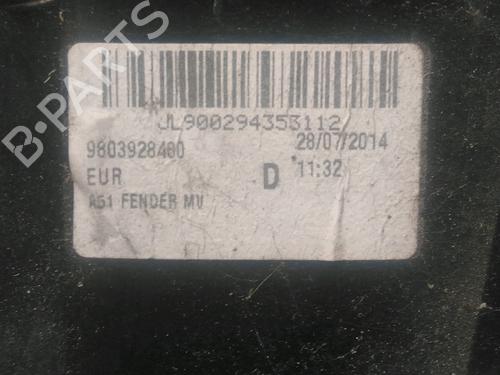 B-PARTS
JL900294353112
9803928480 28/07/2014
EUR D 11:32
A51 FENDER MV